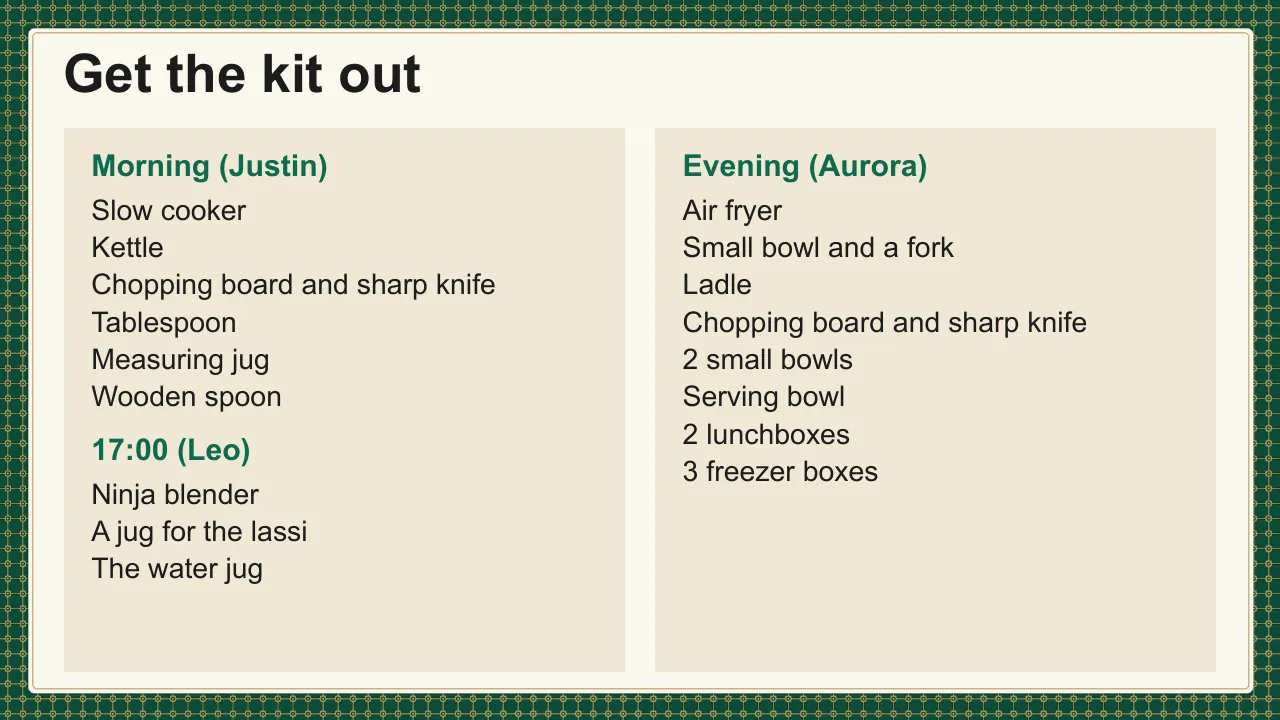 Get the kit out
Morning (Justin)
Slow cooker
Kettle
Chopping board and sharp knife
Tablespoon
Measuring jug
Wooden spoon
17:00 (Leo)
Ninja blender
A jug for the lassi
The water jug
Evening (Aurora)
Air fryer
Small bowl and a fork
Ladle
Chopping board and sharp knife
2 small bowls
Serving bowl
2 lunchboxes
3 freezer boxes